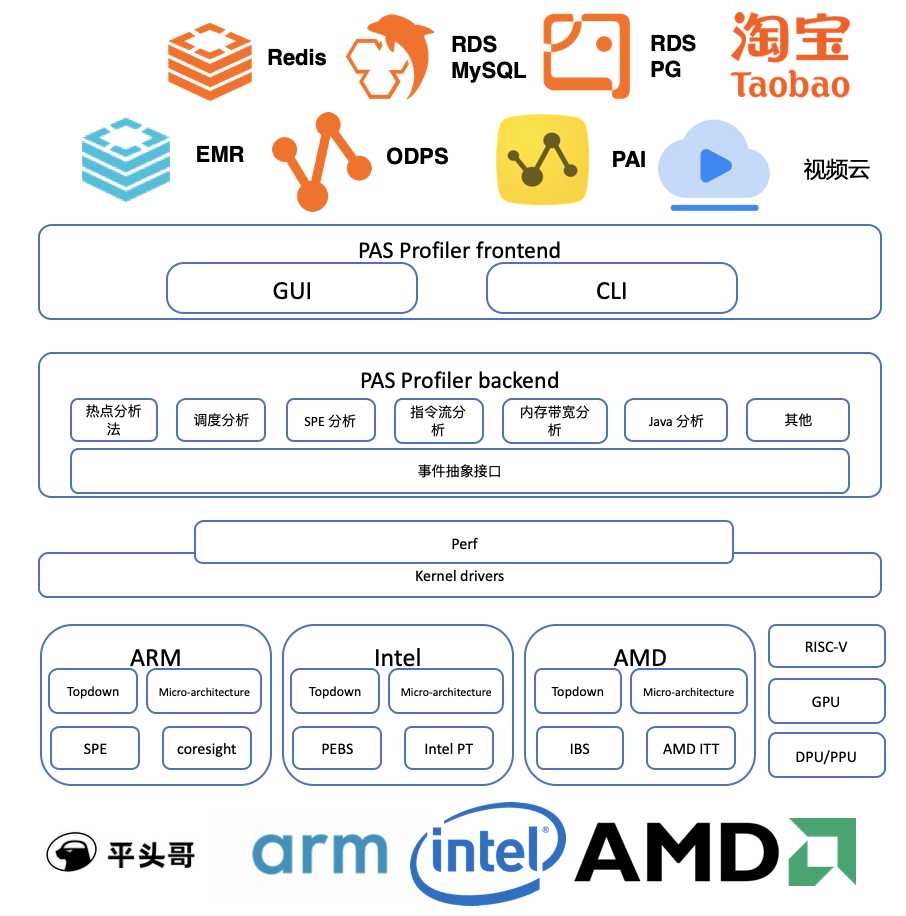 Redis
RDS
MySQL
RDS
PG
淘宝
Taobao
EMR
ODPS
PAI
视频云
PAS Profiler frontend
GUI
CLI
PAS Profiler backend
热点分析
法
调度分析
SPE 分析
指令流分
析
内存带宽分
析
Java 分析
其他
事件抽象接口
Perf
Kernel drivers
ARM
Topdown
Micro-architecture
SPE
coresight
Intel
Topdown
Micro-architecture
PEBS
Intel PT
AMD
Topdown
Micro-architecture
IBS
AMD ITT
RISC-V
GPU
DPU/PPU
平头哥
arm
intel®
AMD